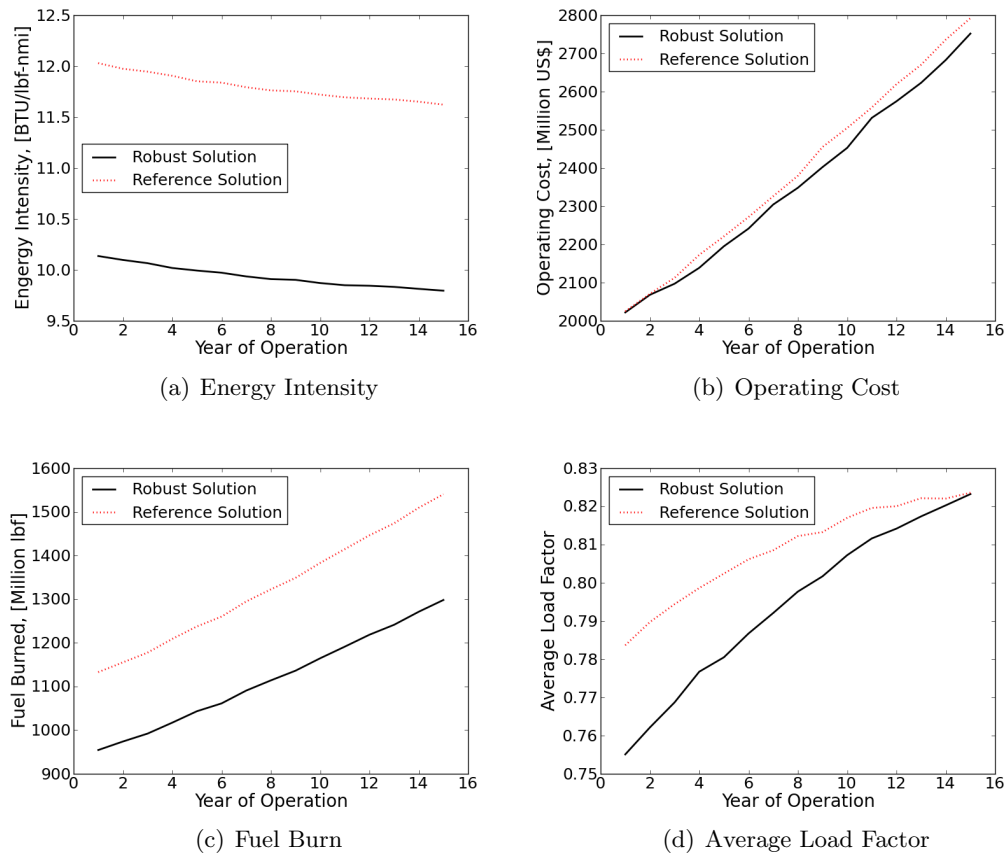 12.5
12.0
11.5
11.0
10.5
10.0
9.5
Engergy Intensity, [BTU/lbf-nmi]
Robust Solution
Reference Solution
0 2 4 6 8 10 12 14 16
Year of Operation
(a) Energy Intensity
2800
2700
2600
2500
2400
2300
2200
2100
2000
Operating Cost, [Million US$]
Robust Solution
Reference Solution
0 2 4 6 8 10 12 14 16
Year of Operation
(b) Operating Cost
1600
1500
1400
1300
1200
1100
1000
900
Fuel Burned, [Million lbf]
Robust Solution
Reference Solution
0 2 4 6 8 10 12 14 16
Year of Operation
(c) Fuel Burn
0.83
0.82
0.81
0.80
0.79
0.78
0.77
0.76
0.75
Average Load Factor
Robust Solution
Reference Solution
0 2 4 6 8 10 12 14 16
Year of Operation
(d) Average Load Factor